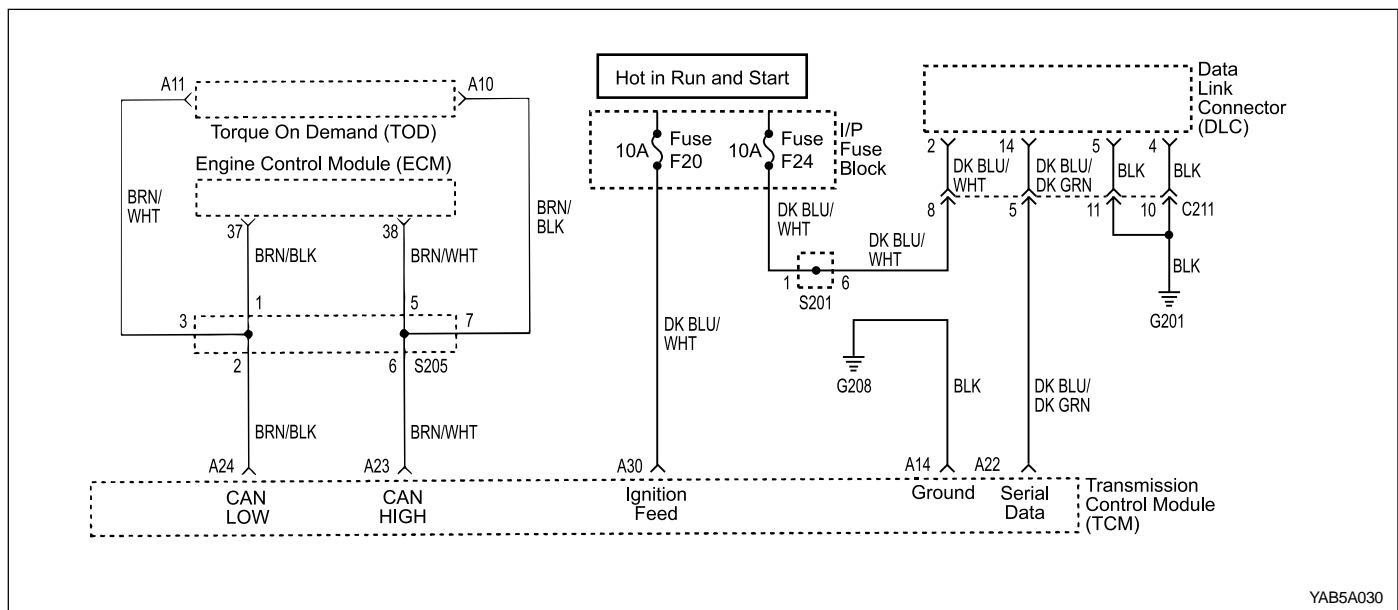 A11
A10
Torque On Demand (TOD)
Engine Control Module (ECM)
BRN/
WHT
BRN/
BLK
37
38
BRN/BLK
BRN/WHT
1
5
3
7
2
6
S205
BRN/BLK
BRN/WHT
A24
A23
CAN
LOW
CAN
HIGH
Hot in Run and Start
10A
Fuse
F20
10A
Fuse
F24
I/P
Fuse
Block
DK BLU/
WHT
DK BLU/
WHT
1
6
S201
DK BLU/
WHT
Data
Link
Connector
(DLC)
2
14
5
4
DK BLU/
WHT
DK BLU/
DK GRN
BLK
BLK
8
5
11
10
C211
BLK
G201
G208
BLK
DK BLU/
DK GRN
A30
A14
A22
Ignition
Feed
Ground
Serial
Data
Transmission
Control Module
(TCM)
YAB5A030